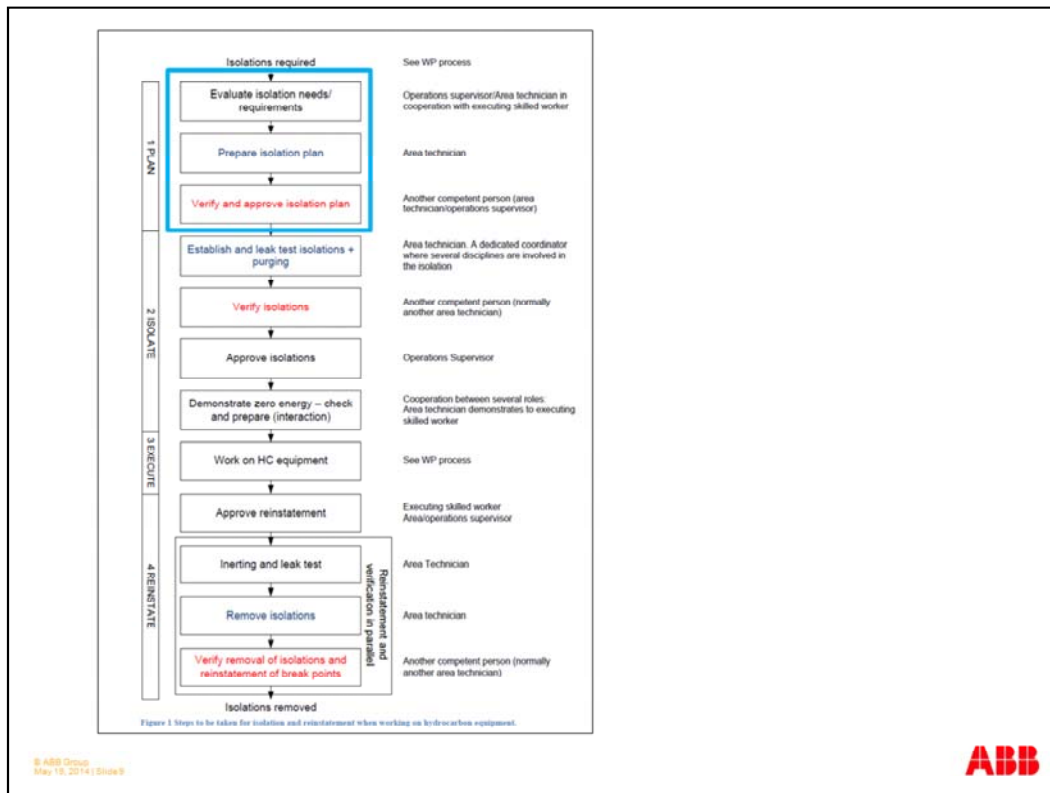 Isolations required
See WP process
1 PLAN
Evaluate isolation needs/
requirements
Operations supervisor/Area technician in
cooperation with executing skilled worker
Prepare isolation plan
Area technician
Verify and approve isolation plan
Another competent person (area
technician/operations supervisor)
2 ISOLATE
Establish and leak test isolations +
purging
Area technician. A dedicated coordinator
where several disciplines are involved in
the isolation
Verify isolations
Another competent person (normally
another area technician)
Approve isolations
Operations Supervisor
Demonstrate zero energy – check
and prepare (interaction)
Cooperation between several roles:
Area technician demonstrates to executing
skilled worker
3 EXECUTE
Work on HC equipment
See WP process
4 REINSTATE
Approve reinstatement
Executing skilled worker
Area/operations supervisor
Reinstatement and
verification in parallel
Inerting and leak test
Area Technician
Remove isolations
Area technician
Verify removal of isolations and
reinstatement of break points
Another competent person (normally
another area technician)
Isolations removed
Figure 1 Steps to be taken for isolation and reinstatement when working on hydrocarbon equipment.
© ABB Group
May 19, 2014 | Slide 9
ABB